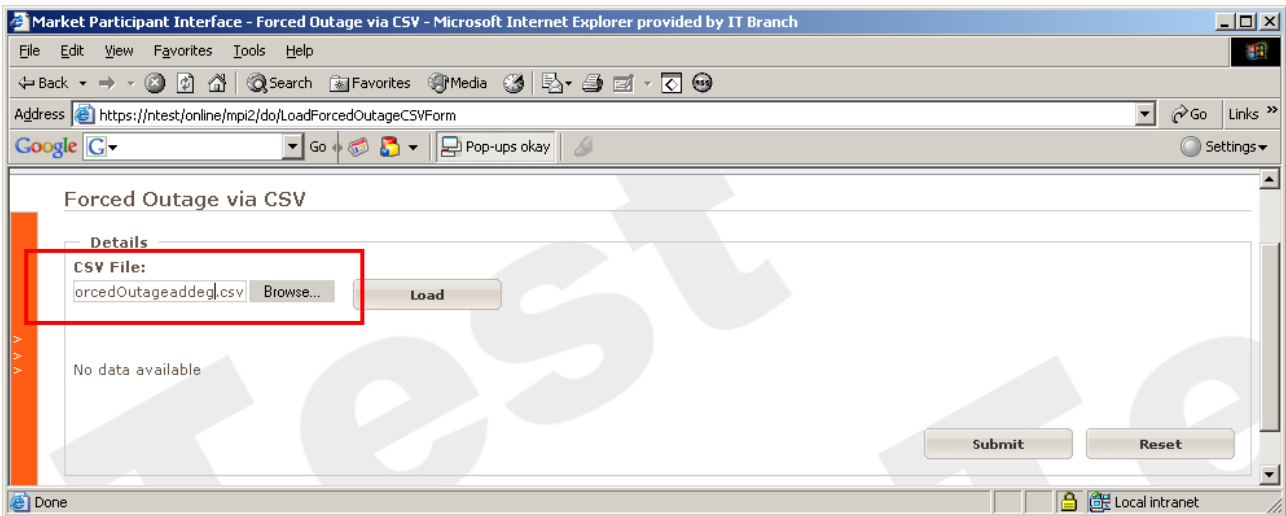 Market Participant Interface - Forced Outage via CSV - Microsoft Internet Explorer provided by IT Branch
File Edit View Favorites Tools Help
Back Search Favorites Media
Address https://ntest/online/mpi2/do/LoadForcedOutageCSVForm Go Links »
Google G Go Pop-ups okay Settings
Forced Outage via CSV
Details
CSV File:
orcedOutageaddeg.csv Browse... Load
>
>
>
No data available
Submit Reset
Test
Te
Done Local intranet